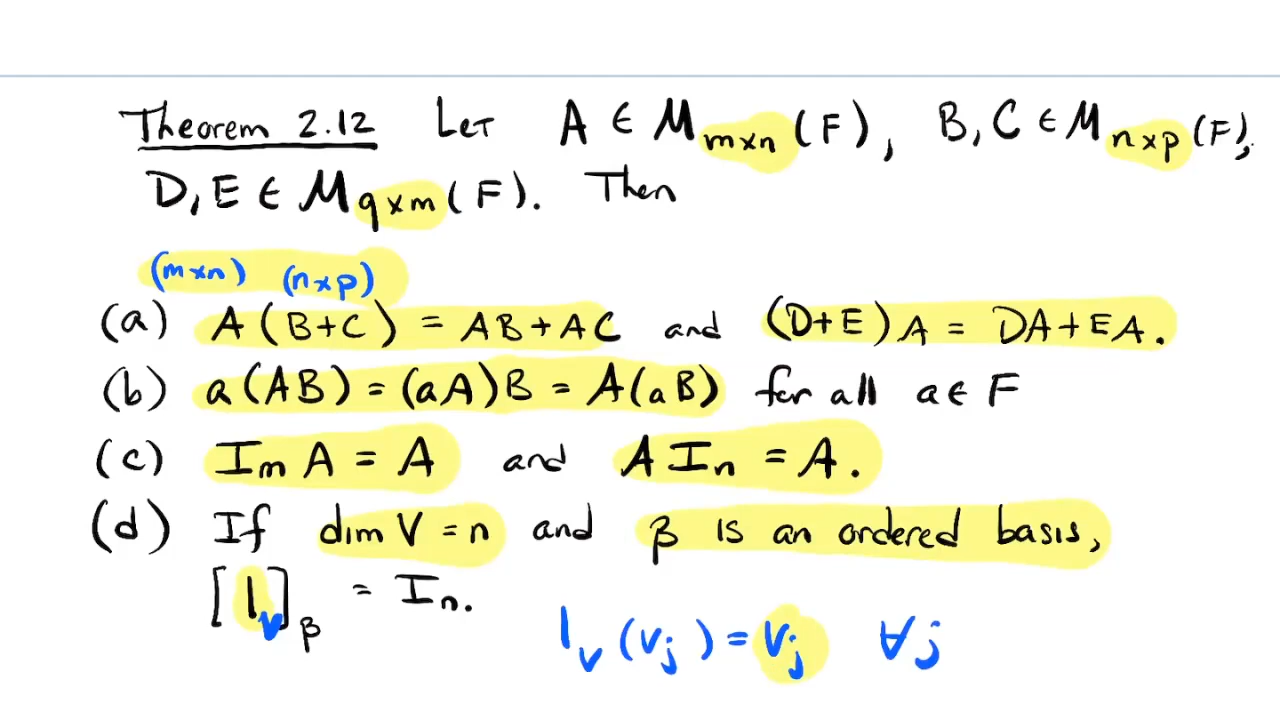 Theorem 2.12 Let A ∈ M_{m×n}(F), B, C ∈ M_{n×p}(F),
D, E ∈ M_{q×m}(F). Then
(m×n) (n×p)
(a) A(B+C) = AB+AC and (D+E)A = DA+EA.
(b) a(AB) = (aA)B = A(aB) for all a ∈ F
(c) I_m A = A and A I_n = A.
(d) If dim V = n and β is an ordered basis,
[1_V]_β = I_n.
1_V(v_j) = v_j ∀j